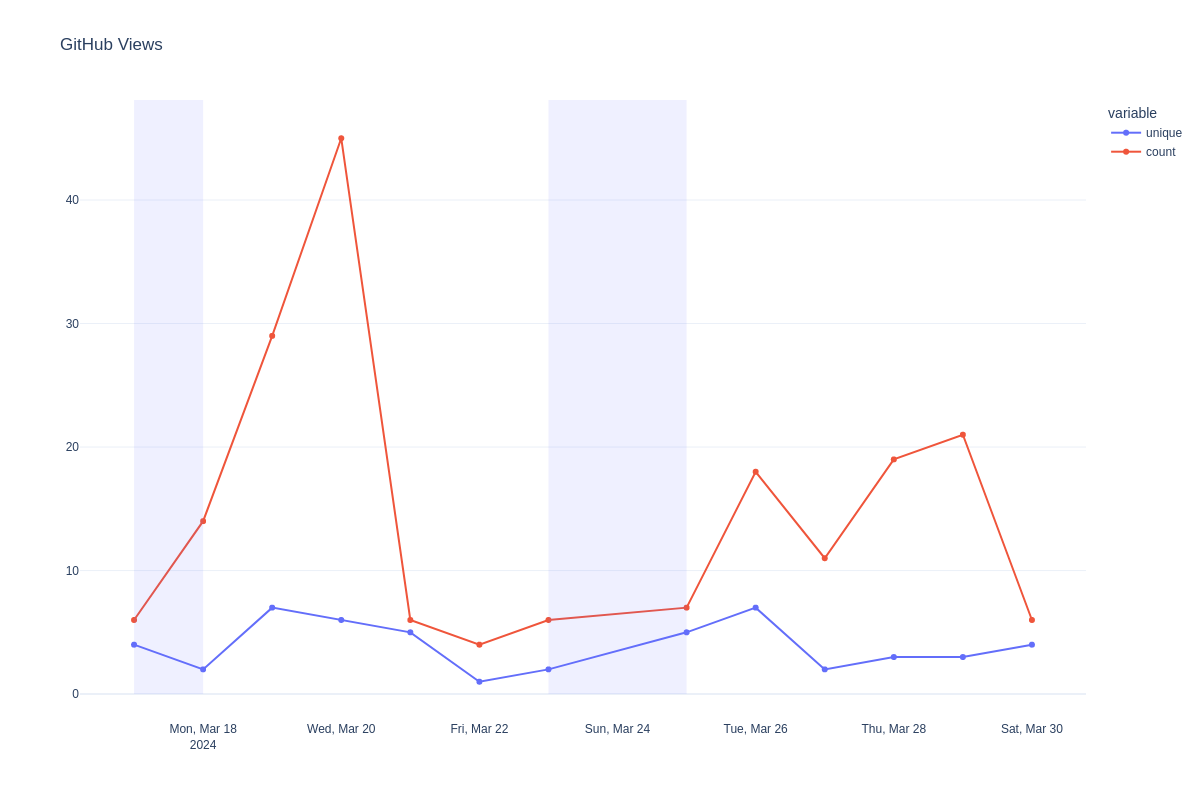 GitHub Views
variable
unique
count
40
30
20
10
0
Mon, Mar 18
2024
Wed, Mar 20
Fri, Mar 22
Sun, Mar 24
Tue, Mar 26
Thu, Mar 28
Sat, Mar 30